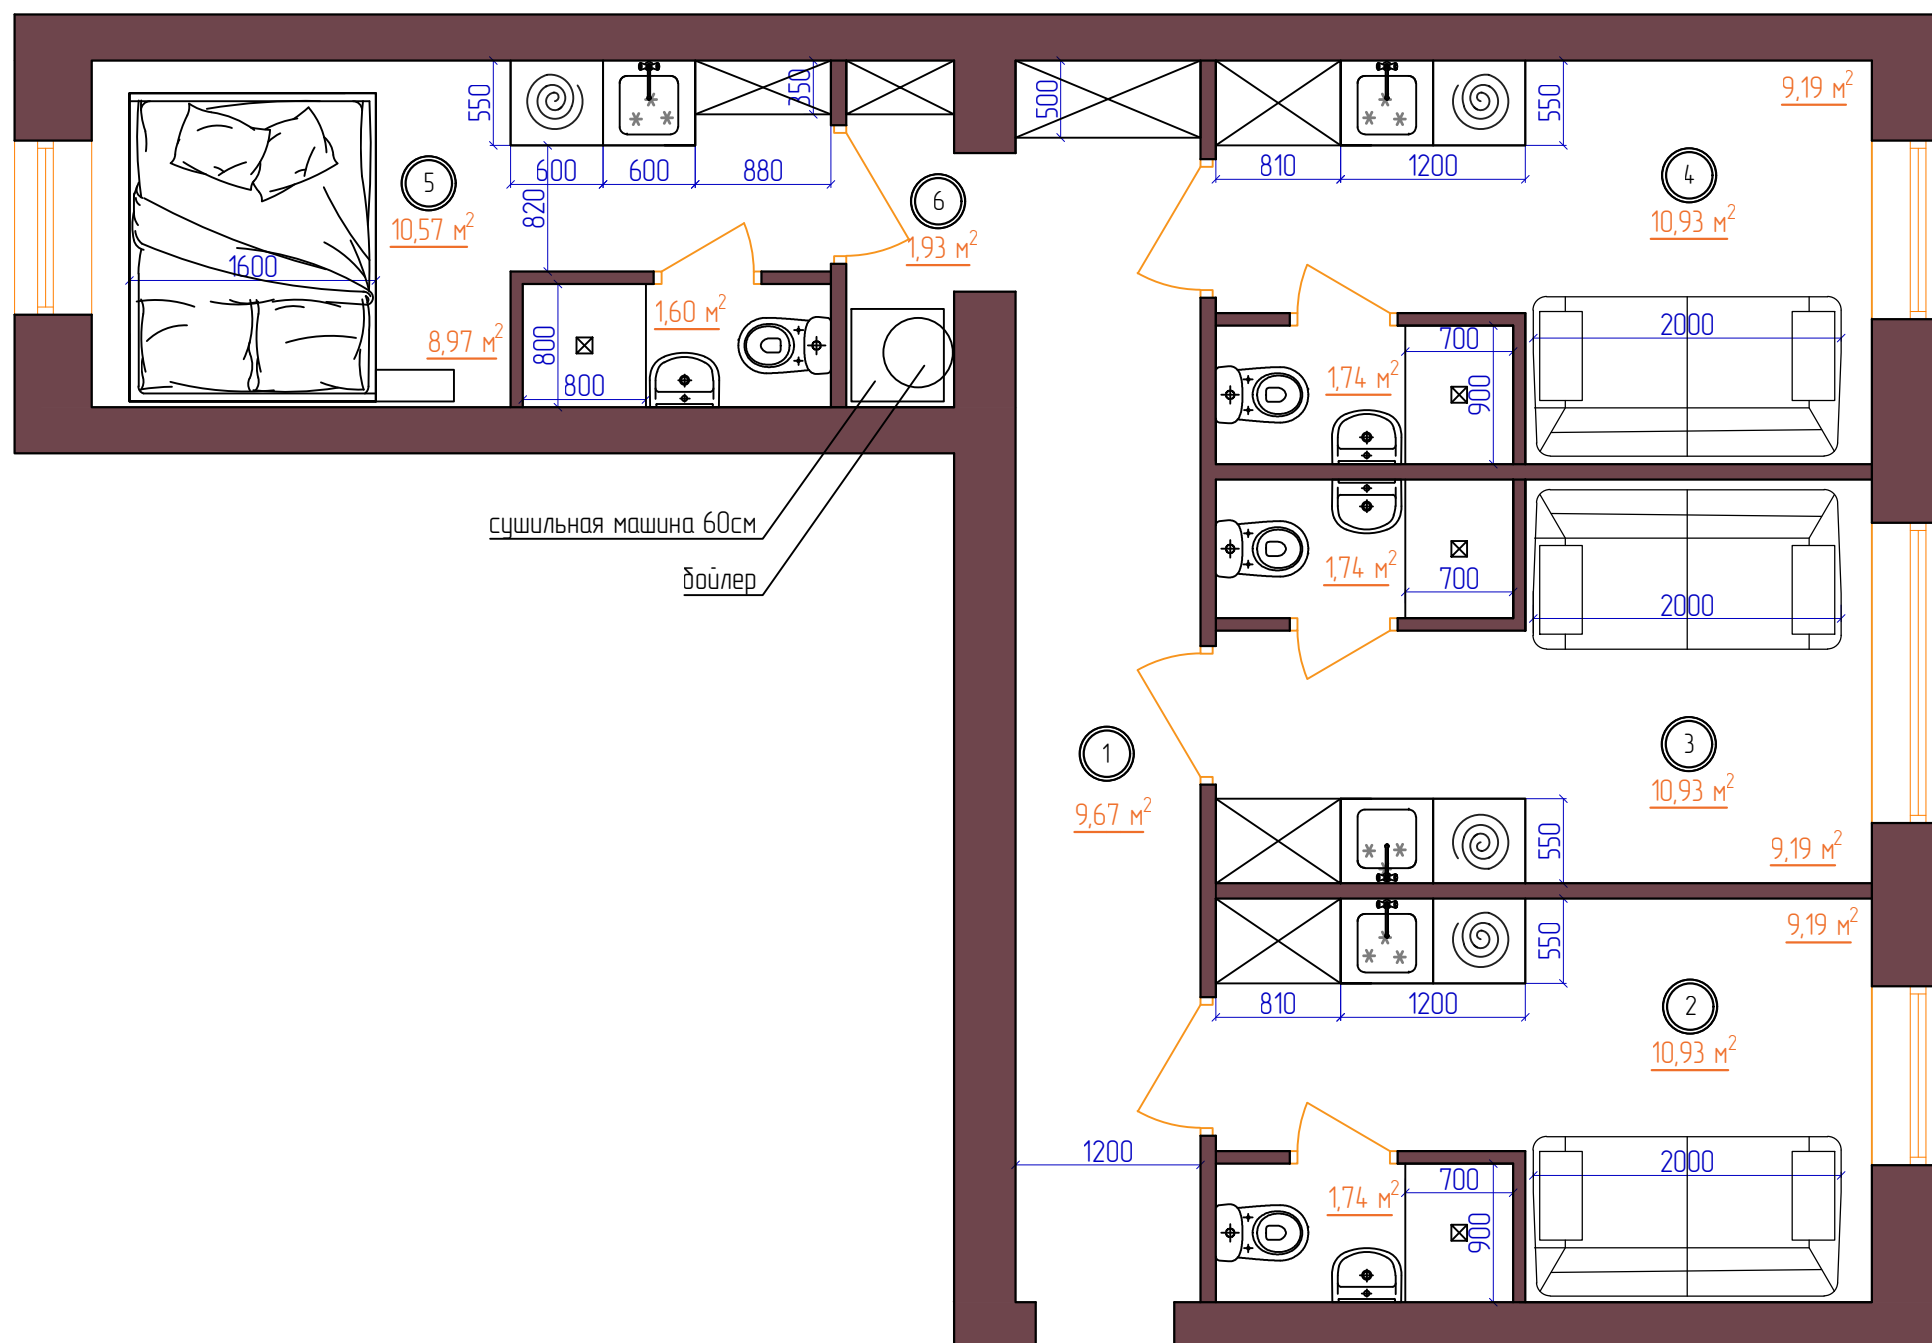 550
350
500
550
9,19 м²
600
600
880
810
1200
5
10,57 м²
820
6
1,93 м²
4
10,93 м²
1600
8,97 м²
800
800
1,60 м²
2000
700
1,74 м²
900
сушильная машина 60см
бойлер
1,74 м²
700
2000
1
9,67 м²
3
10,93 м²
550
9,19 м²
9,19 м²
550
810
1200
2
10,93 м²
1200
2000
700
1,74 м²
900